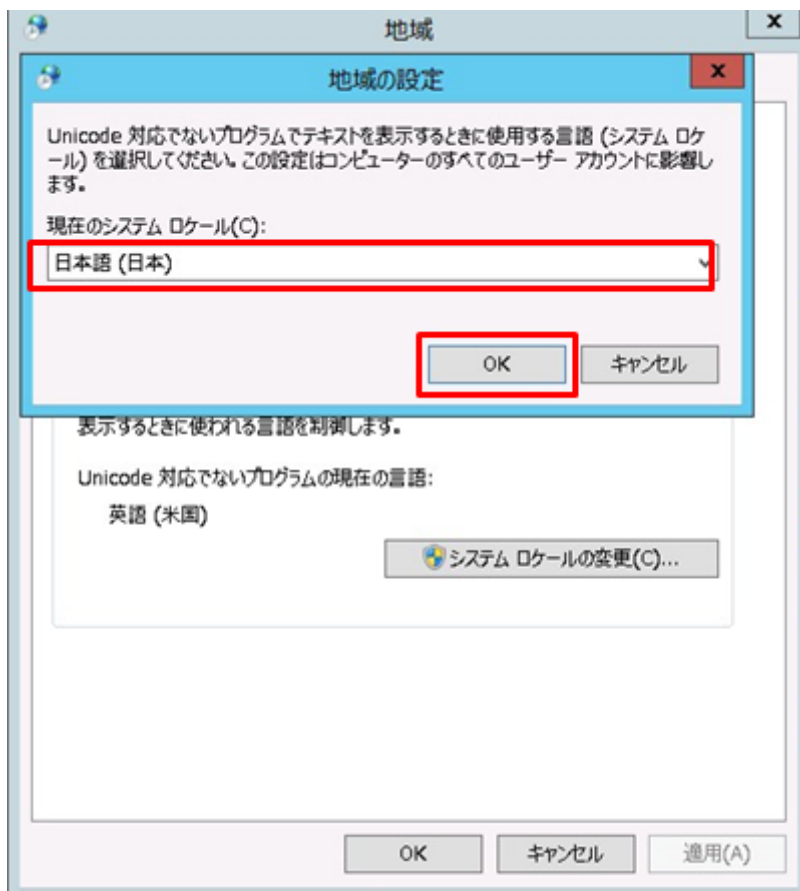 地域
x
地域の設定
x
Unicode 対応でないプログラムでテキストを表示するときに使用する言語 (システム ロケ
ール) を選択してください。この設定はコンピューターのすべてのユーザー アカウントに影響し
ます。
現在のシステム ロケール(C):
日本語 (日本)
OK
キャンセル
表示するときに使われる言語を制御します。
Unicode 対応でないプログラムの現在の言語:
英語 (米国)
システム ロケールの変更(C)...
OK
キャンセル
適用(A)